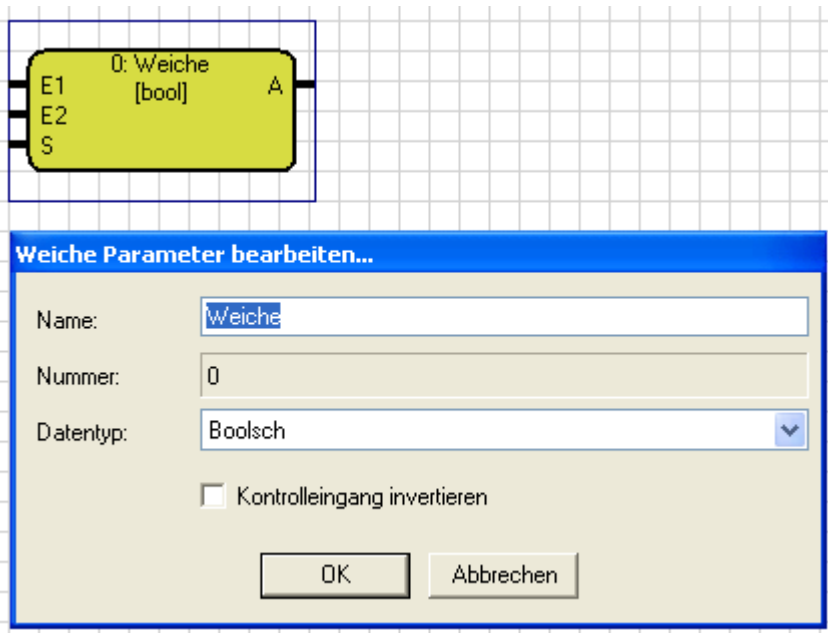 0: Weiche
E1 [bool] A
E2
S
Weiche Parameter bearbeiten...
Name: Weiche
Nummer: 0
Datentyp: Boolsch
Kontrolleingang invertieren
OK Abbrechen